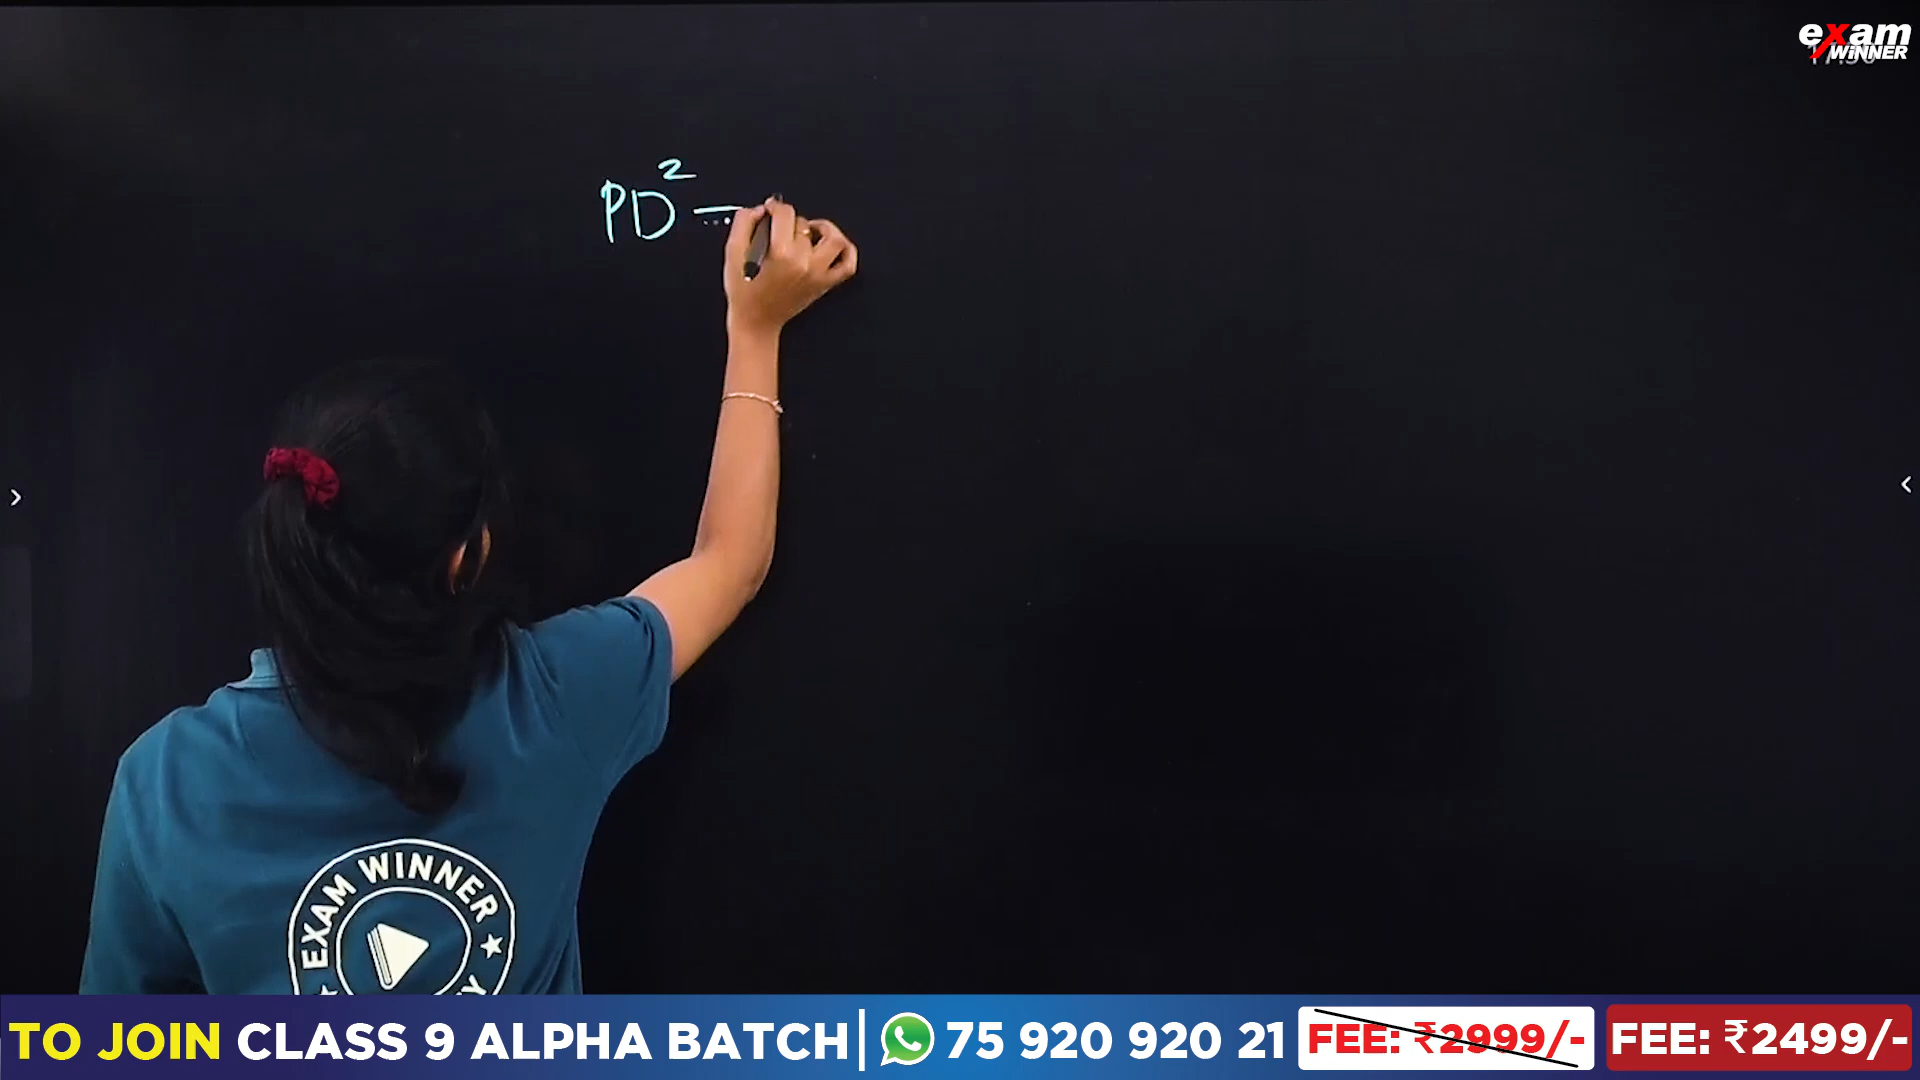 exam
WINNER
PD² =
EXAM WINNER
TO JOIN CLASS 9 ALPHA BATCH | 75 920 920 21 FEE: ₹2999/- FEE: ₹2499/-